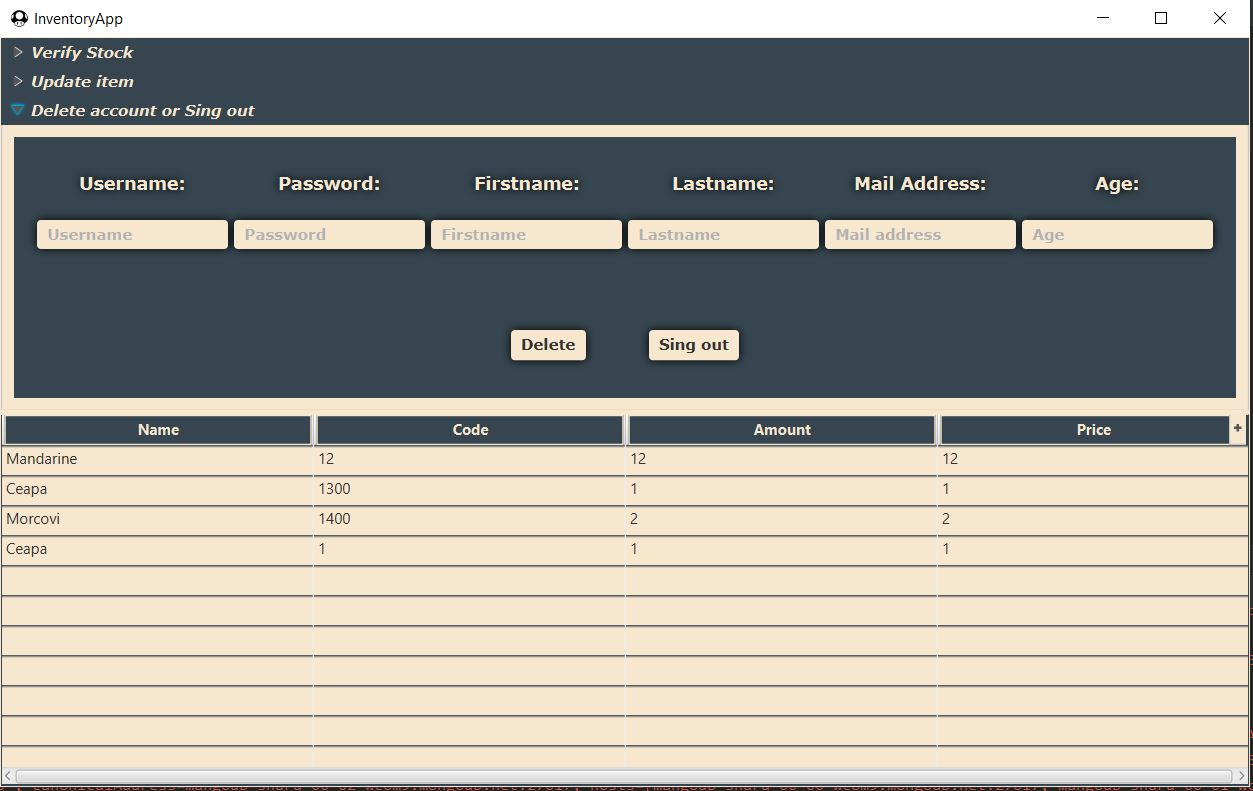 InventoryApp
> Verify Stock
> Update item
Delete account or Sing out
Username: Password: Firstname: Lastname: Mail Address: Age:
Username Password Firstname Lastname Mail address Age
Delete Sing out
Name Code Amount Price +
Mandarine 12 12 12
Ceapa 1300 1 1
Morcovi 1400 2 2
Ceapa 1 1 1